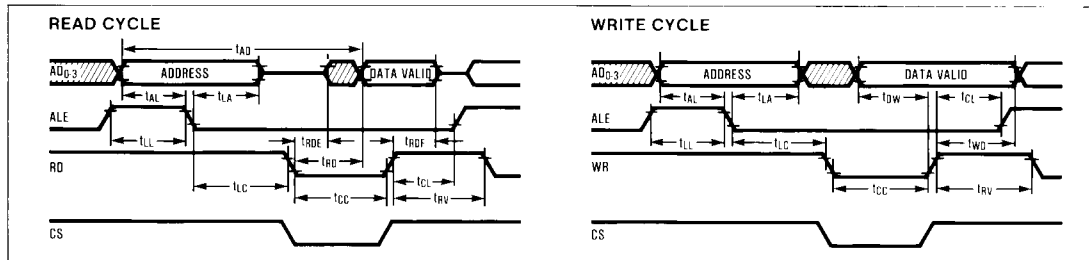 READ CYCLE
tAD
AD0-3 ADDRESS DATA VALID
tAL tLA
ALE
tLL tRDE tRDF
tRD
RD
tLC tCL
tCC tRV
CS
WRITE CYCLE
AD0-3 ADDRESS DATA VALID
tAL tLA tDW tCL
ALE
tLL tLC tWD
WR
tCC tRV
CS